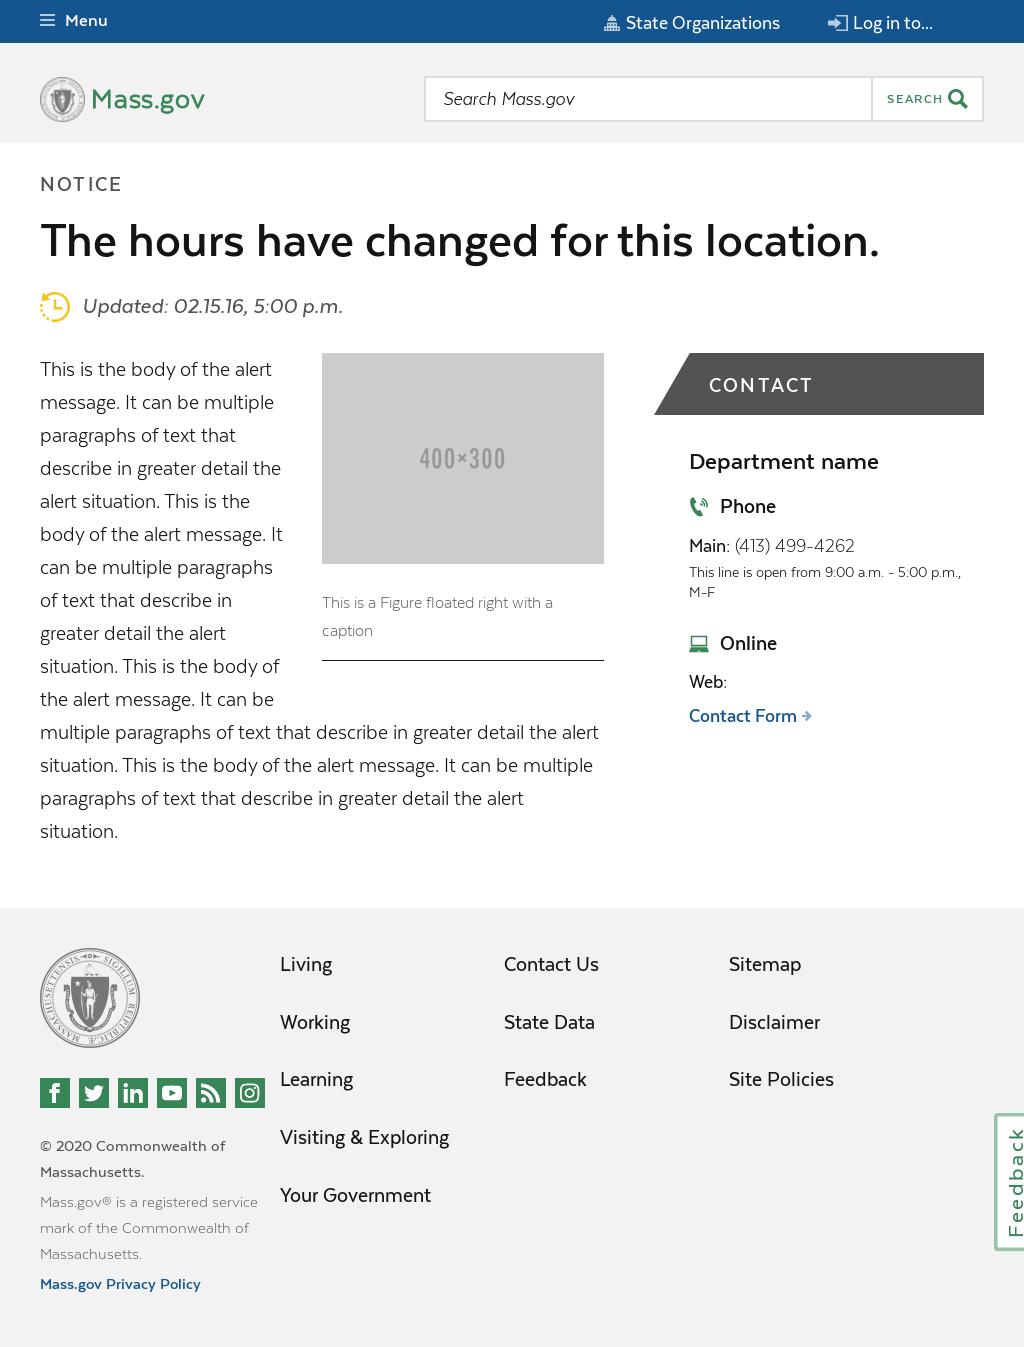 Menu
State Organizations
Log in to...
Mass.gov
Search Mass.gov
SEARCH
NOTICE
The hours have changed for this location.
Updated: 02.15.16, 5:00 p.m.
This is the body of the alert
message. It can be multiple
paragraphs of text that
describe in greater detail the
alert situation. This is the
body of the alert message. It
can be multiple paragraphs
of text that describe in
greater detail the alert
situation. This is the body of
the alert message. It can be
multiple paragraphs of text that describe in greater detail the alert
situation. This is the body of the alert message. It can be multiple
paragraphs of text that describe in greater detail the alert
situation.
400×300
This is a Figure floated right with a
caption
CONTACT
Department name
Phone
Main: (413) 499-4262
This line is open from 9:00 a.m. - 5:00 p.m.,
M-F
Online
Web:
Contact Form
Living
Working
Learning
Visiting & Exploring
Your Government
Contact Us
State Data
Feedback
Sitemap
Disclaimer
Site Policies
© 2020 Commonwealth of
Massachusetts.
Mass.gov® is a registered service
mark of the Commonwealth of
Massachusetts.
Mass.gov Privacy Policy
Feedback